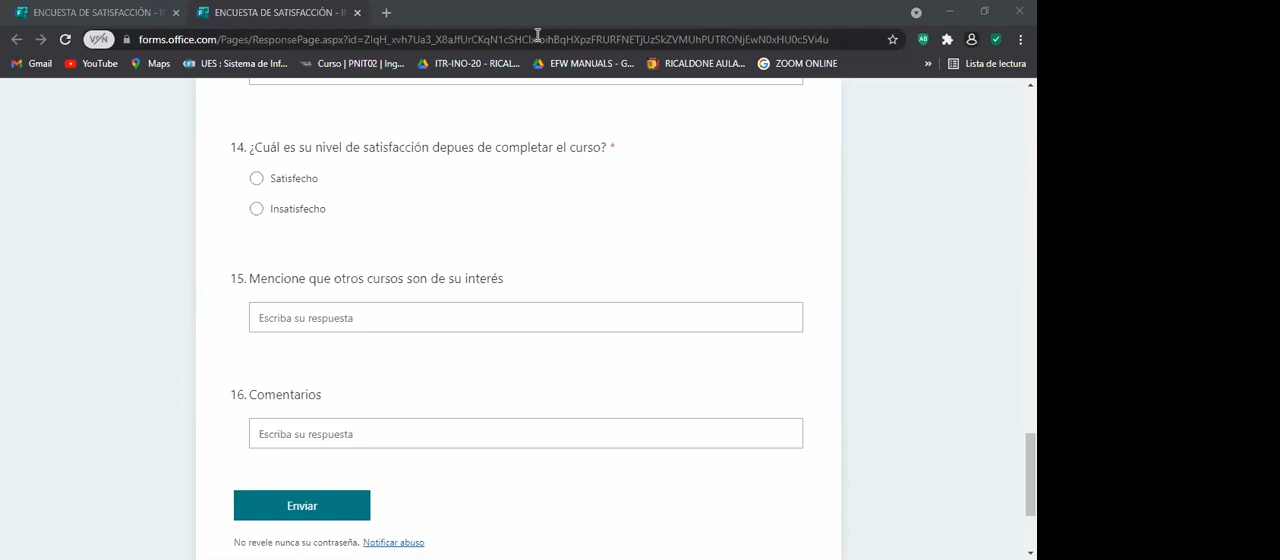 ENCUESTA DE SATISFACCIÓN - I
ENCUESTA DE SATISFACCIÓN - I
VPN
forms.office.com/Pages/ResponsePage.aspx?id=
AB
Gmail
YouTube
Maps
UES : Sistema de Inf...
Curso | PNIT02 | Ing...
ITR-INO-20 - RICAL...
EFW MANUALS - G...
RICALDONE AULA...
ZOOM ONLINE
»
Lista de lectura
14. ¿Cuál es su nivel de satisfacción depues de completar el curso? *
Satisfecho
Insatisfecho
15. Mencione que otros cursos son de su interés
Escriba su respuesta
16. Comentarios
Escriba su respuesta
Enviar
No revele nunca su contraseña. Notificar abuso